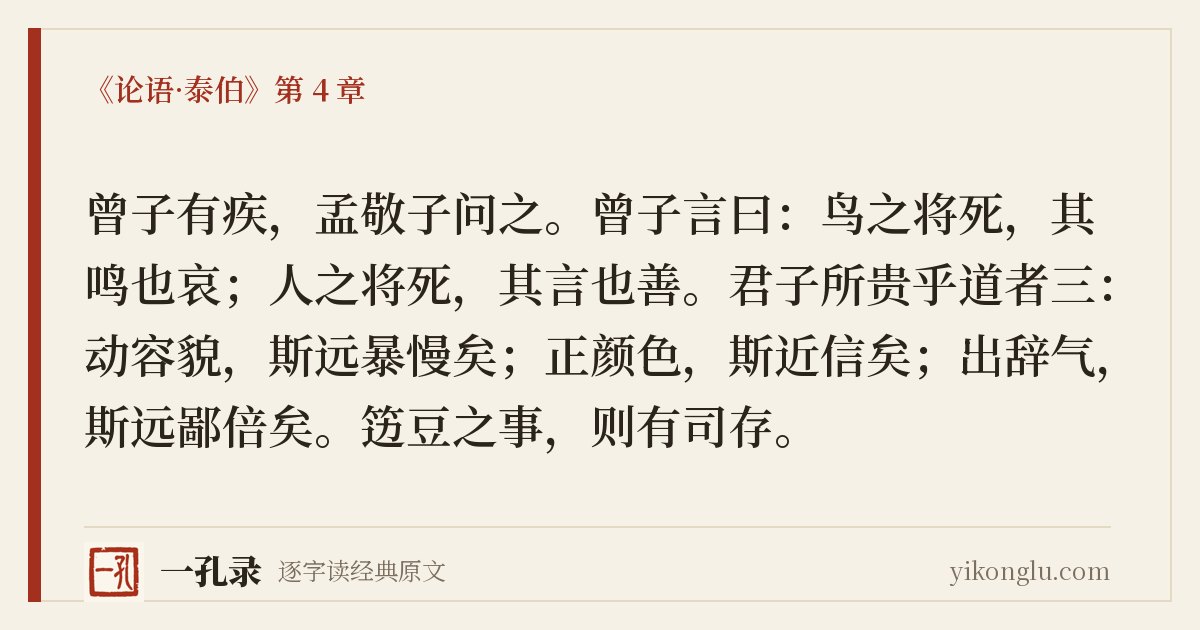 《论语·泰伯》第 4 章
曾子有疾，孟敬子问之。曾子言曰：鸟之将死，其
鸣也哀；人之将死，其言也善。君子所贵乎道者三：
动容貌，斯远暴慢矣；正颜色，斯近信矣；出辞气，
斯远鄙倍矣。笾豆之事，则有司存。
一孔
一孔录 逐字读经典原文 yikonglu.com